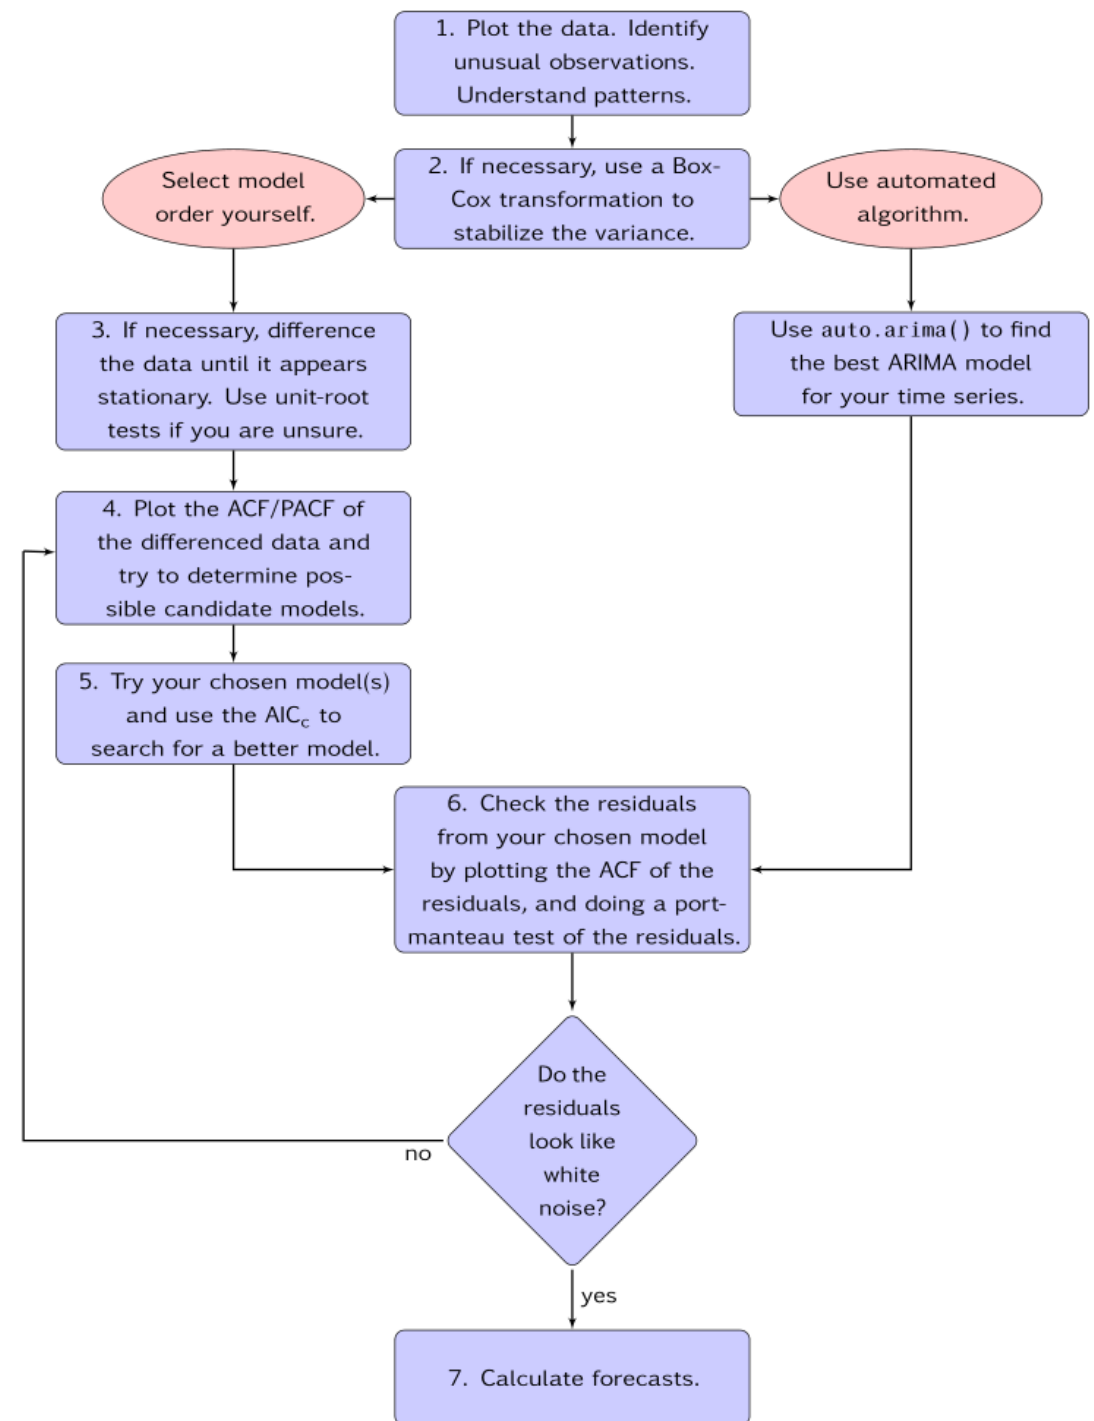 1. Plot the data. Identify
unusual observations.
Understand patterns.
Select model
order yourself.
2. If necessary, use a Box-
Cox transformation to
stabilize the variance.
Use automated
algorithm.
3. If necessary, difference
the data until it appears
stationary. Use unit-root
tests if you are unsure.
Use auto.arima() to find
the best ARIMA model
for your time series.
4. Plot the ACF/PACF of
the differenced data and
try to determine pos-
sible candidate models.
5. Try your chosen model(s)
and use the AICc to
search for a better model.
6. Check the residuals
from your chosen model
by plotting the ACF of the
residuals, and doing a port-
manteau test of the residuals.
Do the
residuals
look like
white
noise?
no
yes
7. Calculate forecasts.